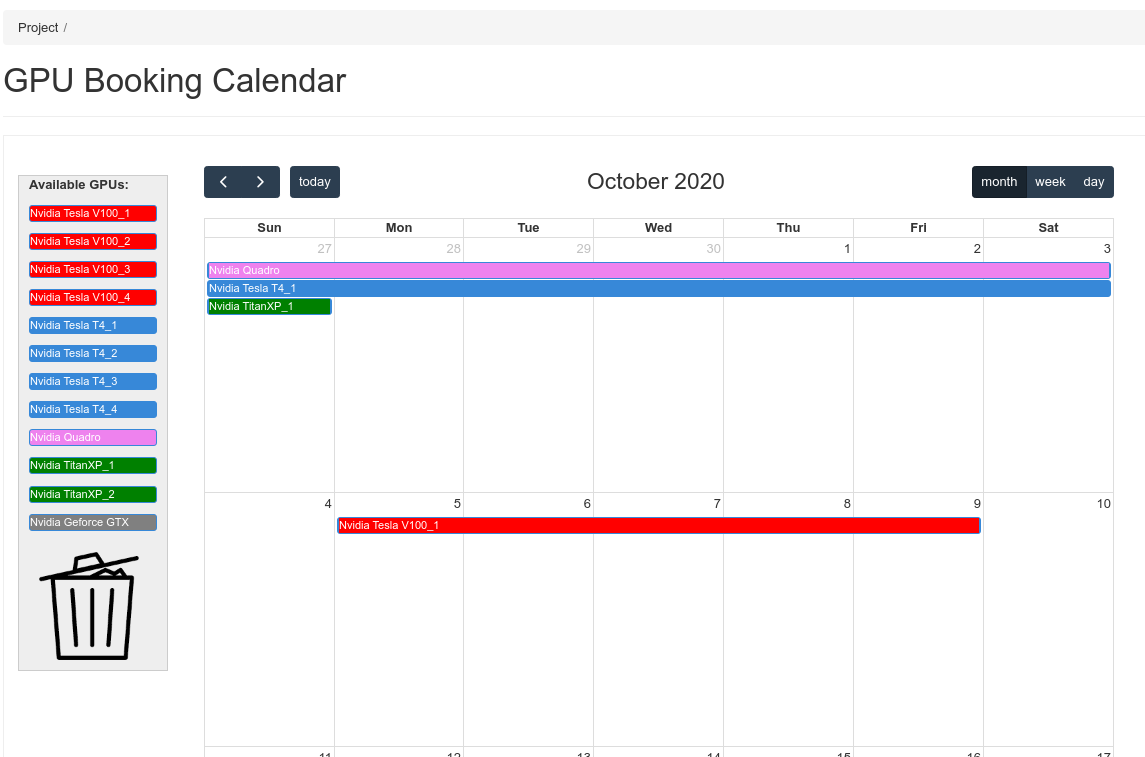 Project /
GPU Booking Calendar
Available GPUs:
Nvidia Tesla V100_1
Nvidia Tesla V100_2
Nvidia Tesla V100_3
Nvidia Tesla V100_4
Nvidia Tesla T4_1
Nvidia Tesla T4_2
Nvidia Tesla T4_3
Nvidia Tesla T4_4
Nvidia Quadro
Nvidia TitanXP_1
Nvidia TitanXP_2
Nvidia Geforce GTX
today October 2020 month week day
Sun Mon Tue Wed Thu Fri Sat
27 28 29 30 1 2 3
Nvidia Quadro
Nvidia Tesla T4_1
Nvidia TitanXP_1
4 5 6 7 8 9 10
Nvidia Tesla V100_1
11 12 13 14 15 16 17